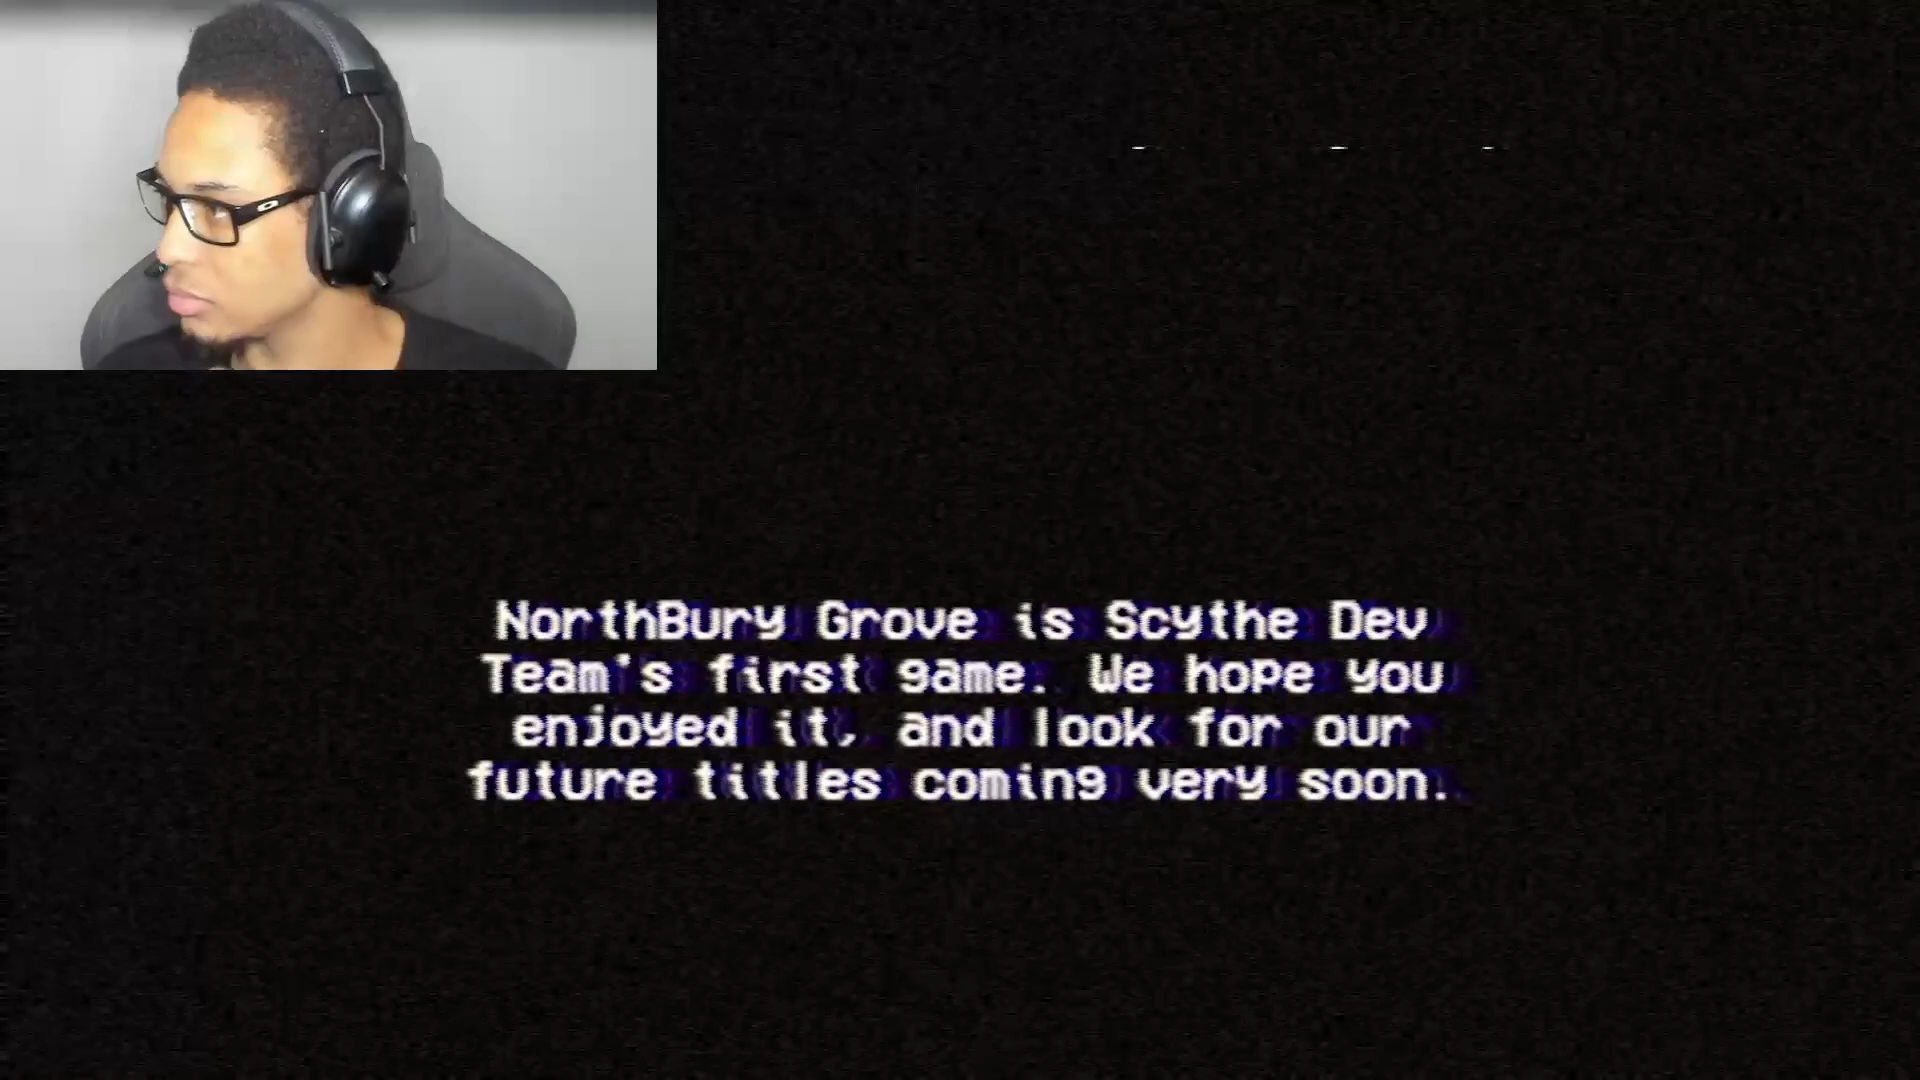 NorthBury Grove is Scythe Dev
Team's first game. We hope you
enjoyed it, and look for our
future titles coming very soon.